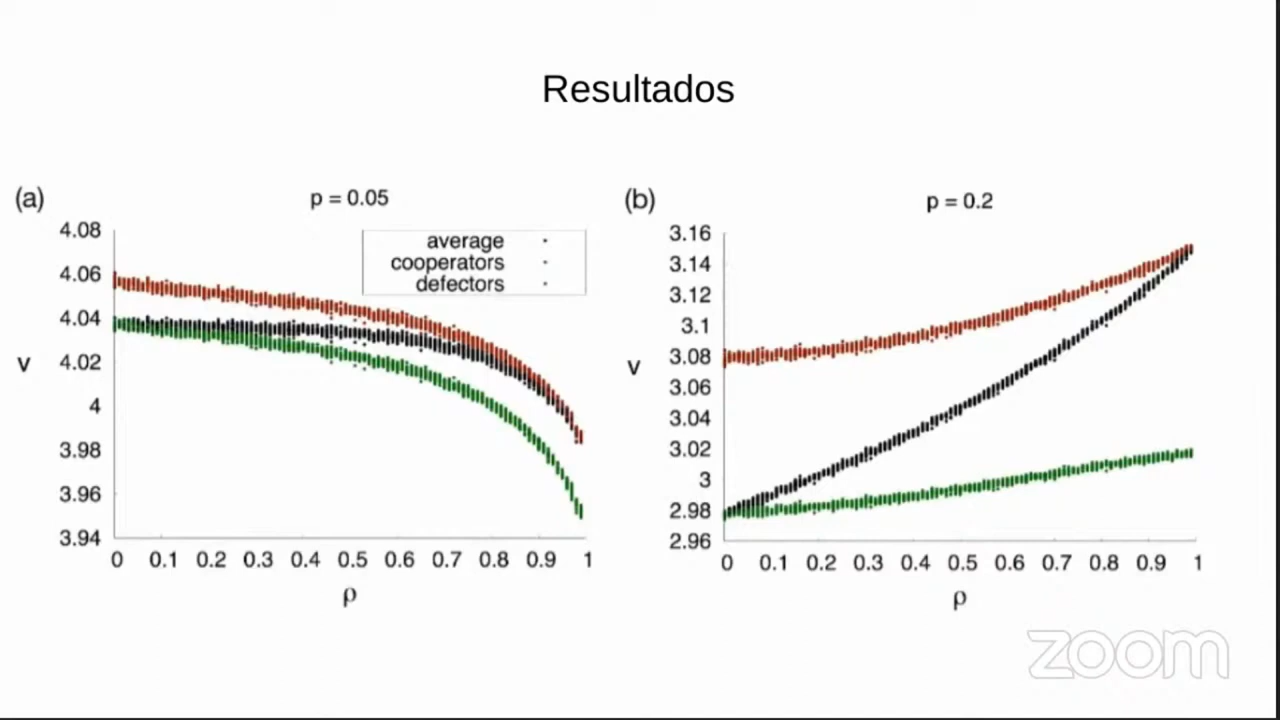 Resultados
(a)
p = 0.05
4.08
4.06
4.04
4.02
4
3.98
3.96
3.94
v
average
cooperators
defectors
0 0.1 0.2 0.3 0.4 0.5 0.6 0.7 0.8 0.9 1
ρ
(b)
p = 0.2
3.16
3.14
3.12
3.1
3.08
3.06
3.04
3.02
3
2.98
2.96
v
0 0.1 0.2 0.3 0.4 0.5 0.6 0.7 0.8 0.9 1
ρ
zoom